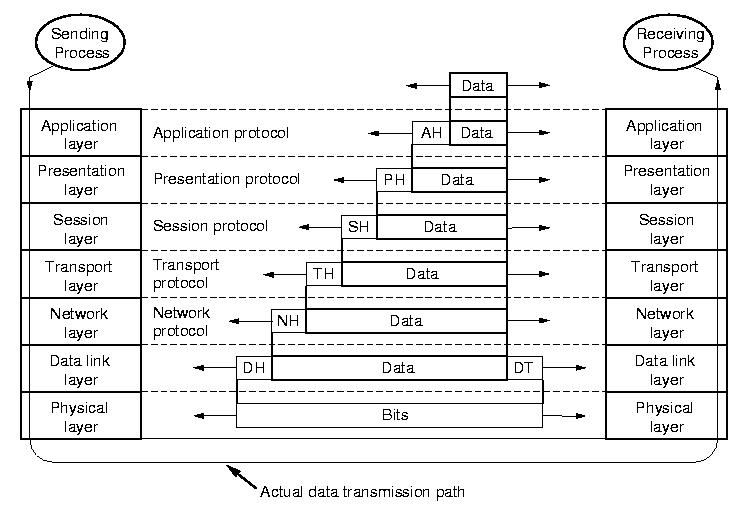 Sending
Process
Receiving
Process
Data
Application
layer
Application protocol
AH
Data
Application
layer
Presentation
layer
Presentation protocol
PH
Data
Presentation
layer
Session
layer
Session protocol
SH
Data
Session
layer
Transport
layer
Transport
protocol
TH
Data
Transport
layer
Network
layer
Network
protocol
NH
Data
Network
layer
Data link
layer
DH
Data
DT
Data link
layer
Physical
layer
Bits
Physical
layer
Actual data transmission path